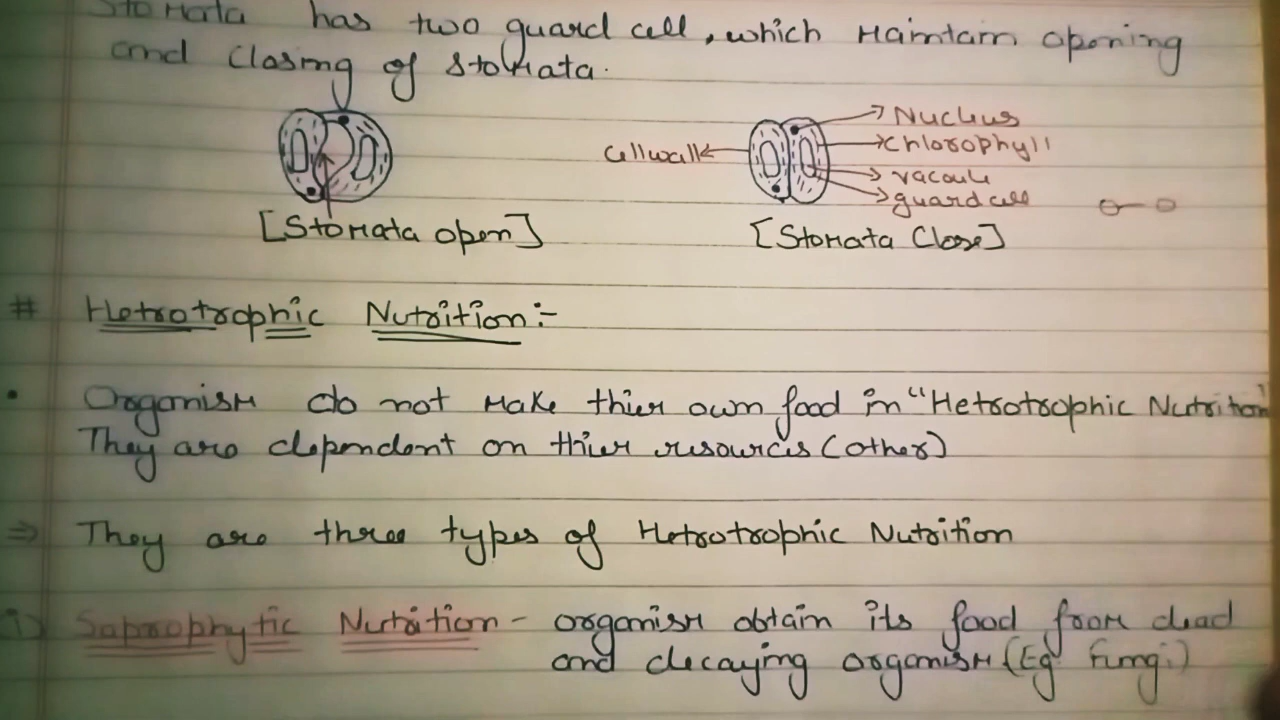 Stomata has two guard cell, which maintam opening
and closing of stomata.
Nucleus
cellwall
chlorophyll
vacoule
guard cell
[Stomata open]
[Stomata Close]
# Hetrotrophic Nutrition:-
• Organism do not make thier own food in "Hetrotrophic Nutrition"
They are dependent on thier resources (other)
⇒ They are three types of Hetrotrophic Nutrition
i) Saprophytic Nutrition - organism obtain its food from dead
and decaying organism (Eg Fungi)